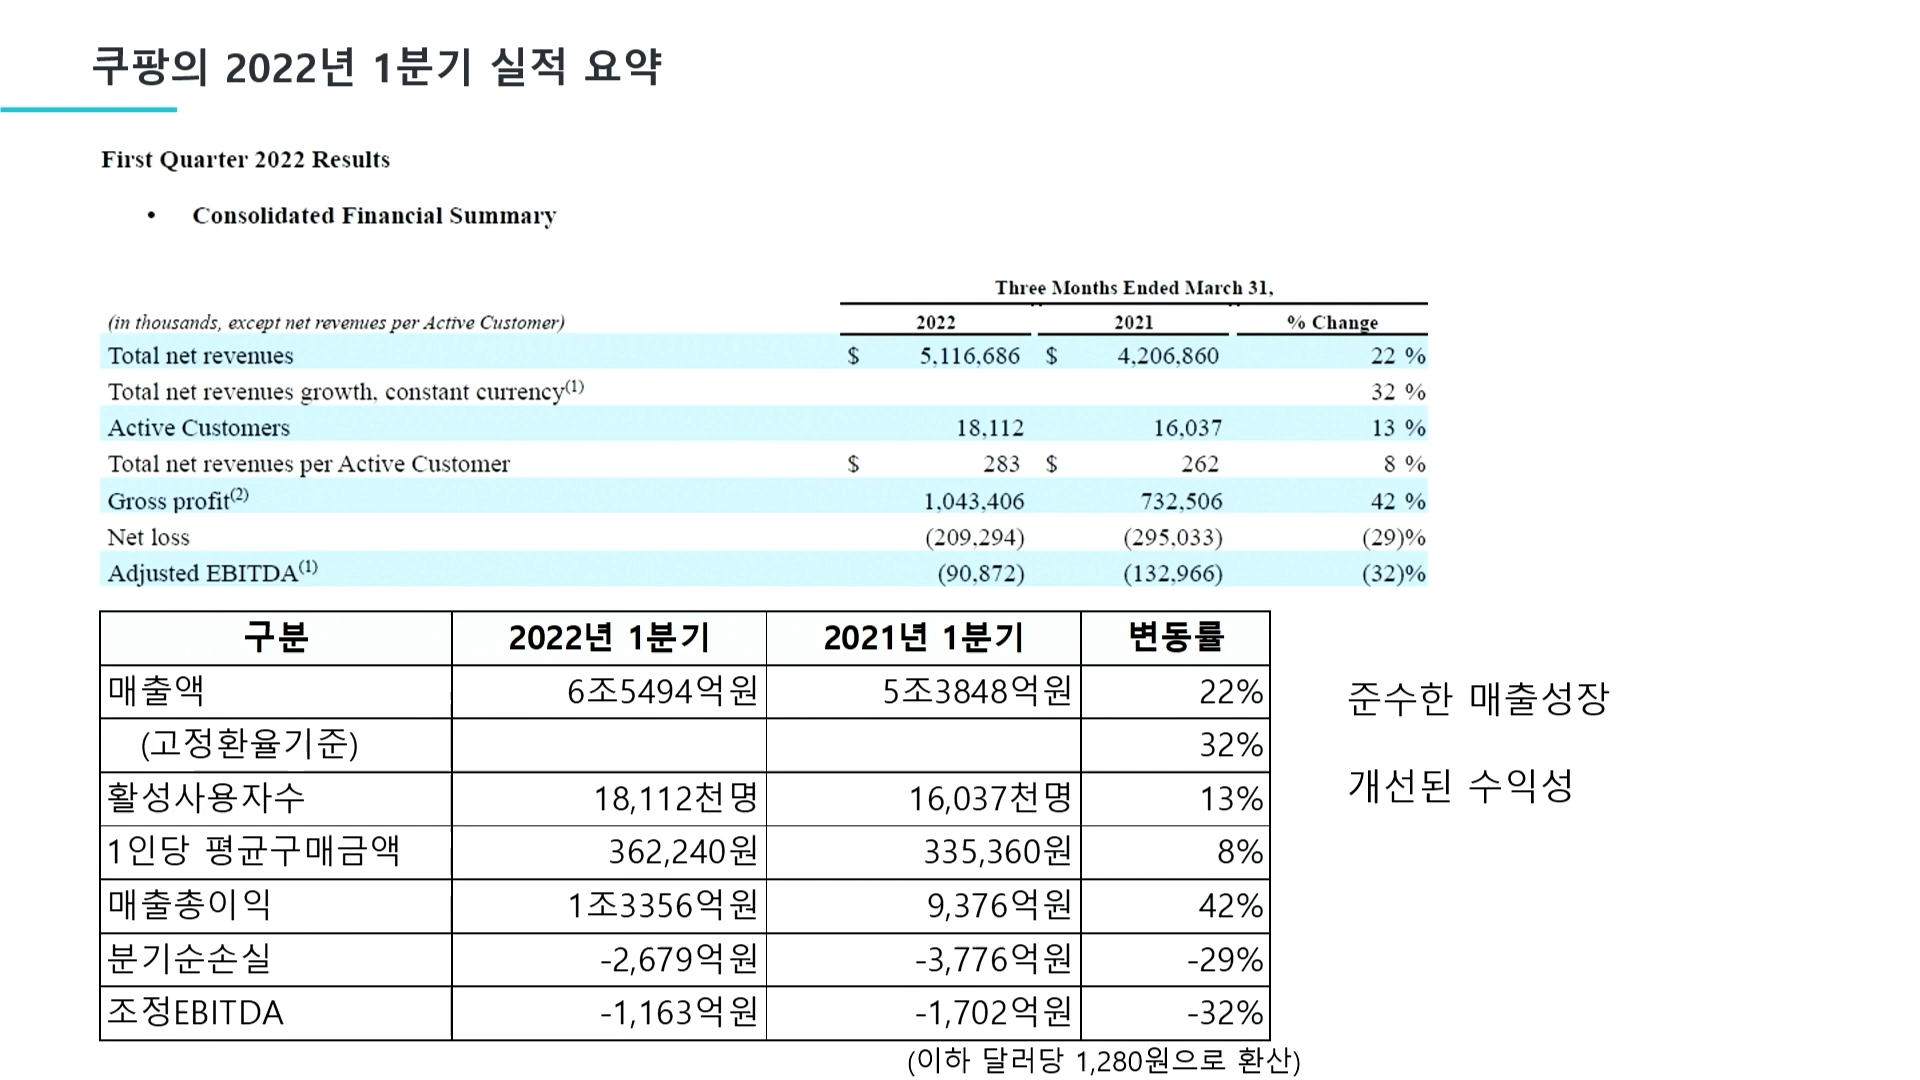 쿠팡의 2022년 1분기 실적 요약
First Quarter 2022 Results
• Consolidated Financial Summary
Three Months Ended March 31,
(in thousands, except net revenues per Active Customer) 2022 2021 % Change
Total net revenues $ 5,116,686 $ 4,206,860 22 %
Total net revenues growth, constant currency(1) 32 %
Active Customers 18,112 16,037 13 %
Total net revenues per Active Customer $ 283 $ 262 8 %
Gross profit(2) 1,043,406 732,506 42 %
Net loss (209,294) (295,033) (29)%
Adjusted EBITDA(1) (90,872) (132,966) (32)%
구분 2022년 1분기 2021년 1분기 변동률
매출액 6조5494억원 5조3848억원 22%
(고정환율기준) 32%
활성사용자수 18,112천명 16,037천명 13%
1인당 평균구매금액 362,240원 335,360원 8%
매출총이익 1조3356억원 9,376억원 42%
분기순손실 -2,679억원 -3,776억원 -29%
조정EBITDA -1,163억원 -1,702억원 -32%
(이하 달러당 1,280원으로 환산)
준수한 매출성장
개선된 수익성